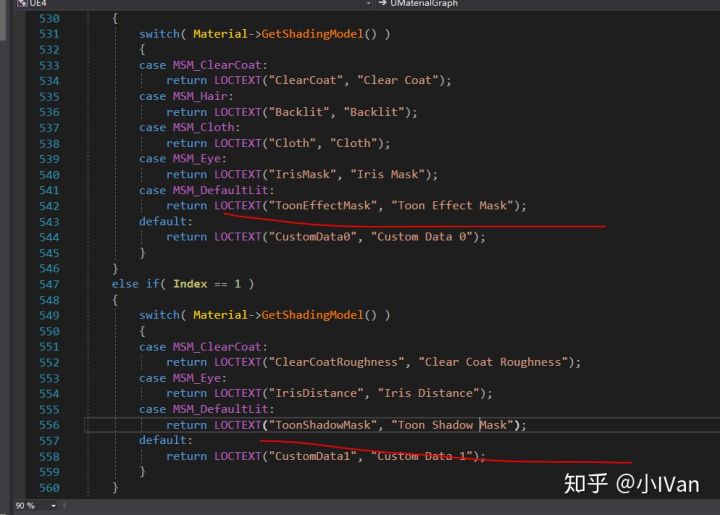 UE4
UMaterialGraph
530 {
531 switch( Material->GetShadingModel() )
532 {
533 case MSM_ClearCoat:
534 return LOCTEXT("ClearCoat", "Clear Coat");
535 case MSM_Hair:
536 return LOCTEXT("Backlit", "Backlit");
537 case MSM_Cloth:
538 return LOCTEXT("Cloth", "Cloth");
539 case MSM_Eye:
540 return LOCTEXT("IrisMask", "Iris Mask");
541 case MSM_DefaultLit:
542 return LOCTEXT("ToonEffectMask", "Toon Effect Mask");
543 default:
544 return LOCTEXT("CustomData0", "Custom Data 0");
545 }
546 }
547 else if( Index == 1 )
548 {
549 switch( Material->GetShadingModel() )
550 {
551 case MSM_ClearCoat:
552 return LOCTEXT("ClearCoatRoughness", "Clear Coat Roughness");
553 case MSM_Eye:
554 return LOCTEXT("IrisDistance", "Iris Distance");
555 case MSM_DefaultLit:
556 return LOCTEXT("ToonShadowMask", "Toon Shadow Mask");
557 default:
558 return LOCTEXT("CustomData1", "Custom Data 1");
559 }
560 }
知乎 @小IVan
90 %